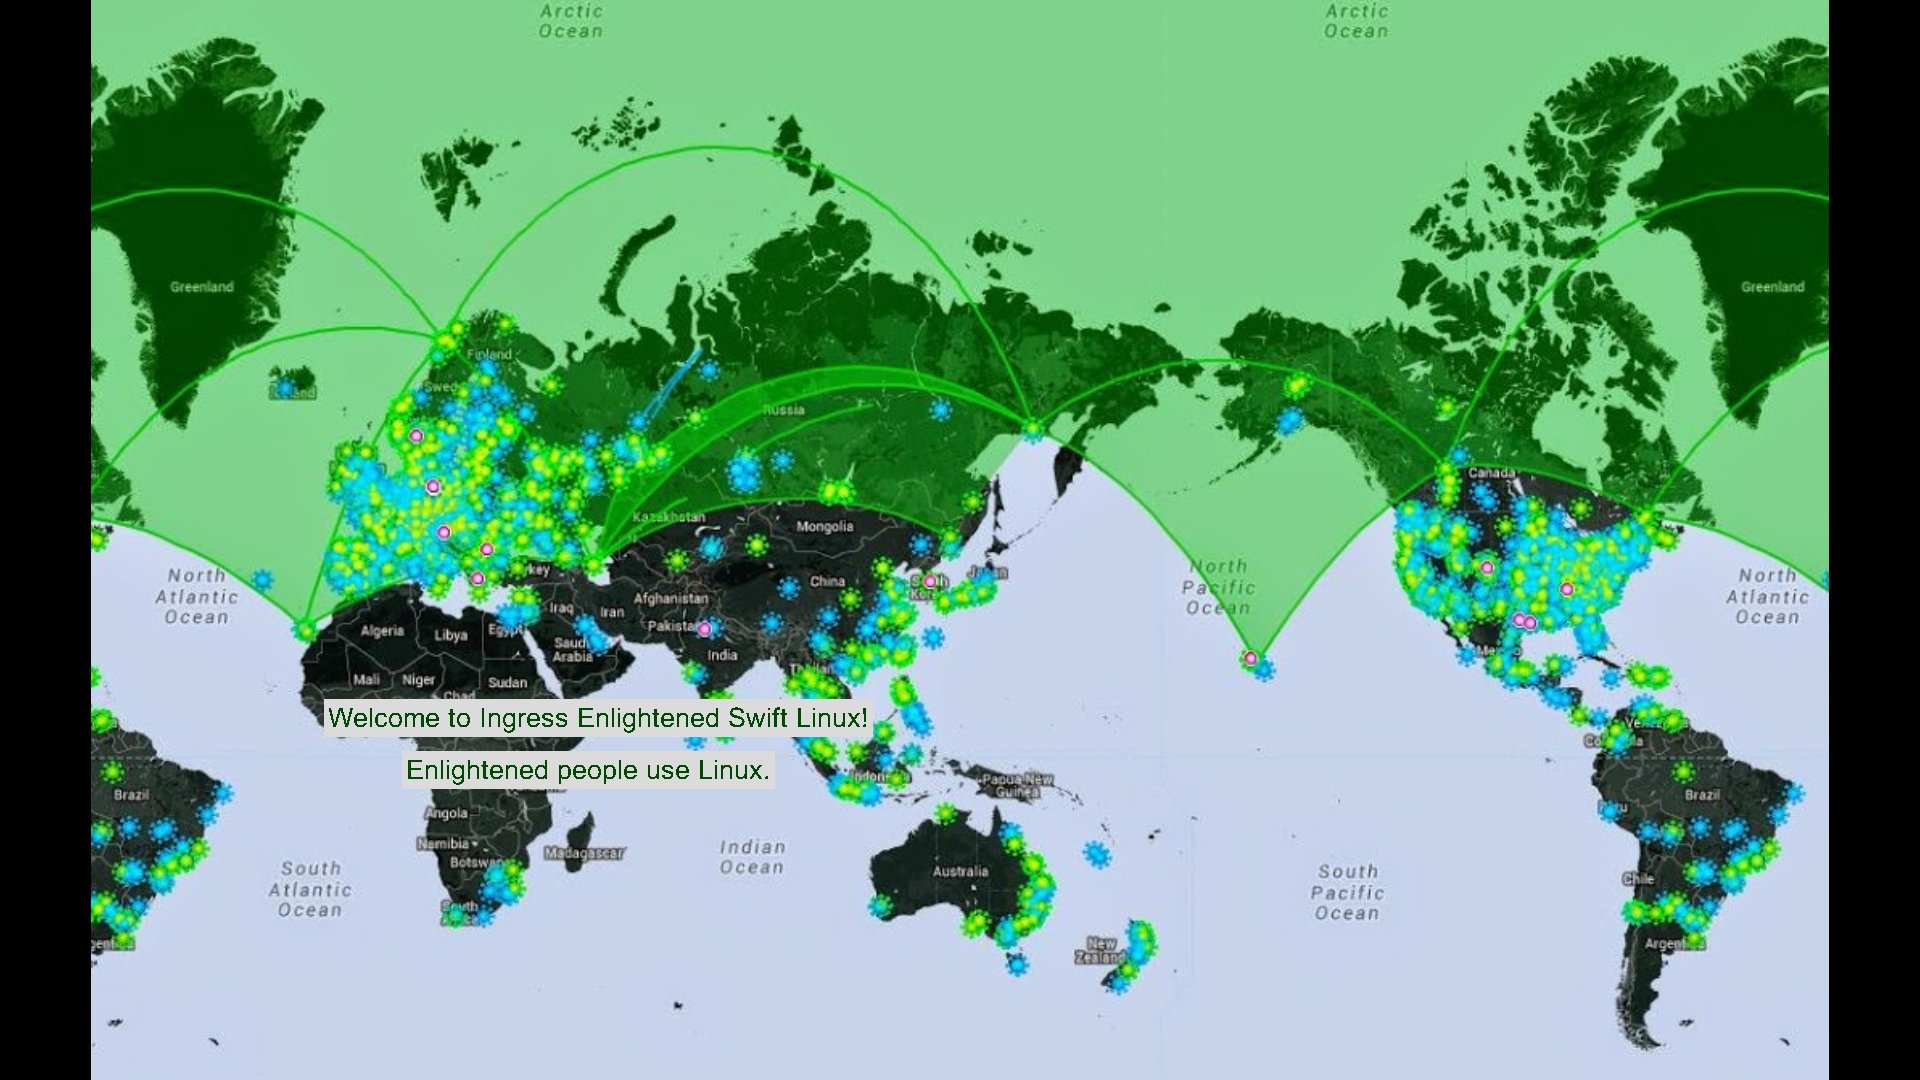 Arctic
Ocean
Arctic
Ocean
Greenland
Greenland
Finland
Russia
Canada
Kazakhstan
Mongolia
North
Atlantic
Ocean
China
Afghanistan
Iraq
Iran
Algeria
Libya
Saudi
Arabia
India
North
Pacific
Ocean
North
Atlantic
Ocean
Mali
Niger
Sudan
Chad
Welcome to Ingress Enlightened Swift Linux!
Enlightened people use Linux.
Papua New
Guinea
Brazil
Brazil
Angola
Namibia
Botswana
Madagascar
Indian
Ocean
Australia
South
Atlantic
Ocean
South
Pacific
Ocean
Chile
New
Zealand